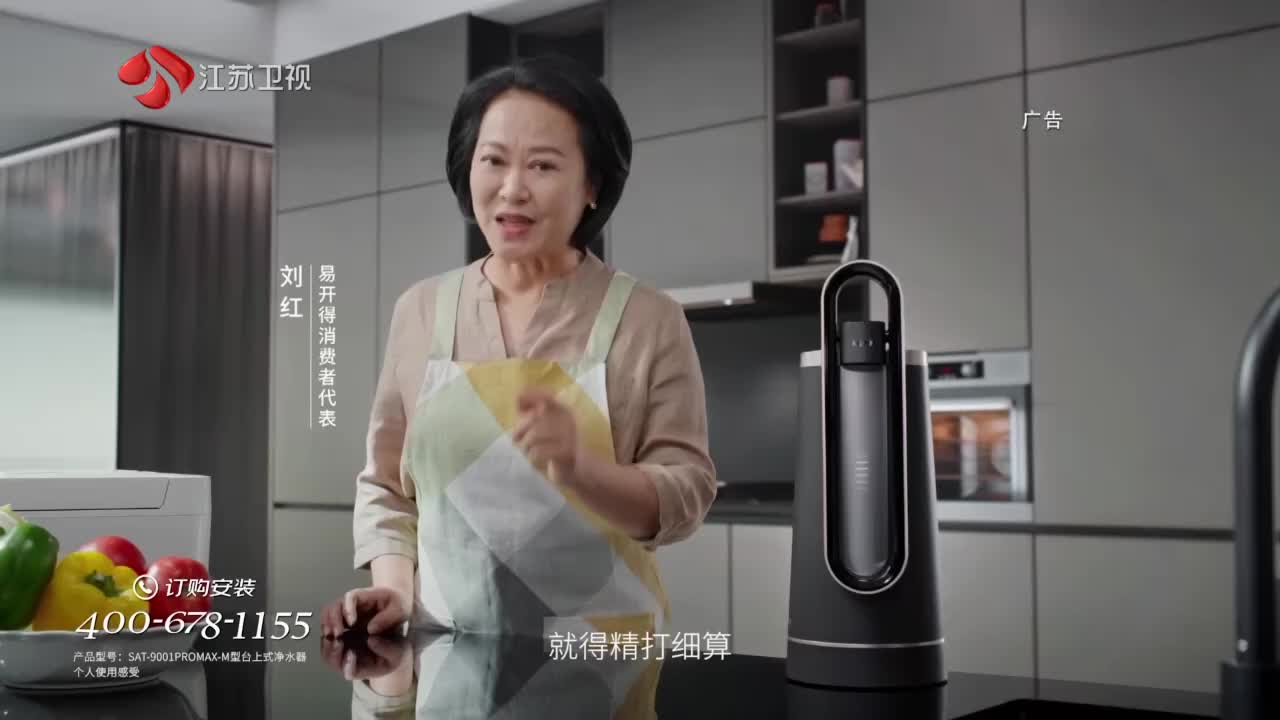 江苏卫视
广告
刘红
易开得消费者代表
订购安装
400-678-1155
产品型号：SAT-9001PROMAX-M型台上式净水器
个人使用感受
就得精打细算